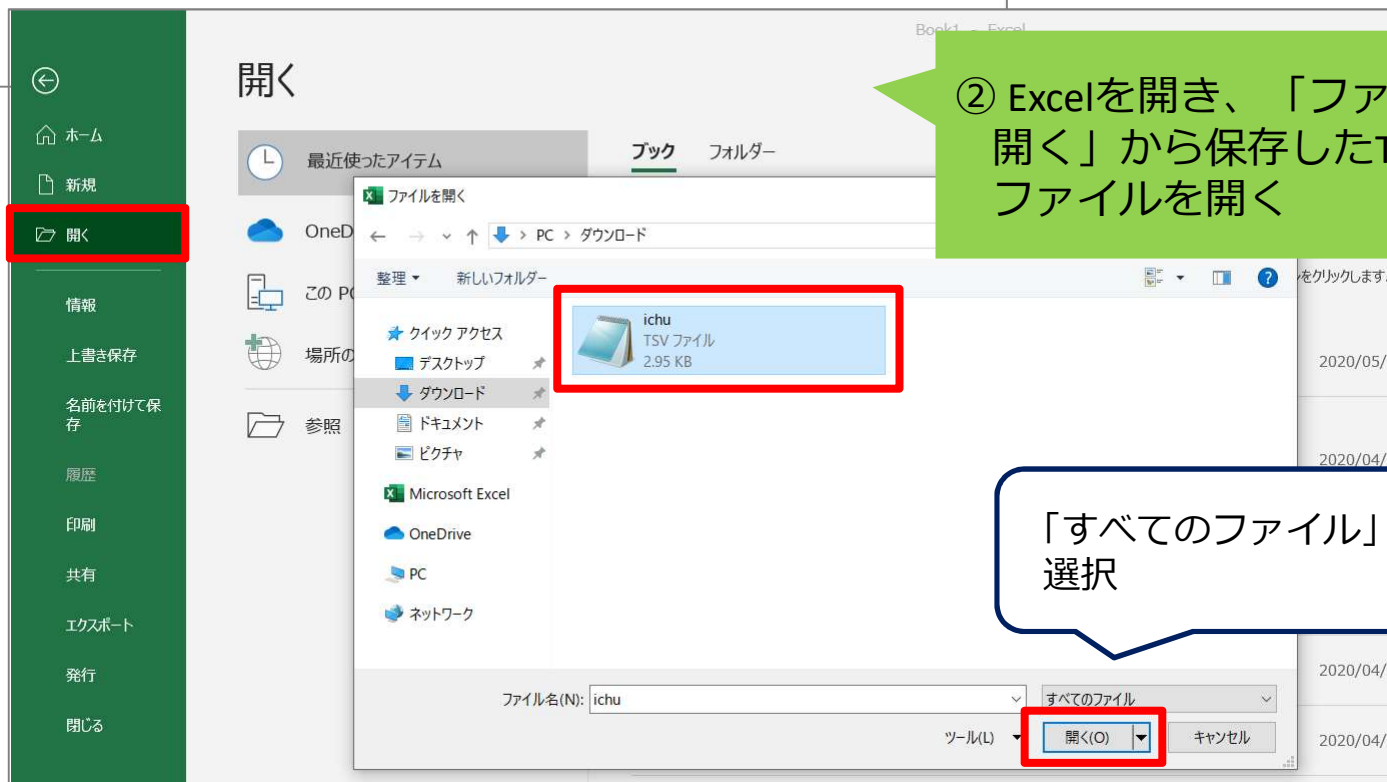 Book1 - Excel
開く
② Excelを開き、「ファ
開く」から保存したT
ファイルを開く
ホーム
新規
開く
情報
上書き保存
名前を付けて保
存
履歴
印刷
共有
エクスポート
発行
閉じる
最近使ったアイテム
OneD
この PC
場所の
参照
ブック フォルダー
ファイルを開く
PC › ダウンロード
整理 新しいフォルダー
をクリックします。
クイック アクセス
デスクトップ
ダウンロード
ドキュメント
ピクチャ
Microsoft Excel
OneDrive
PC
ネットワーク
ichu
TSV ファイル
2.95 KB
2020/05/
2020/04/
「すべてのファイル」
選択
2020/04/
ファイル名(N): ichu すべてのファイル
ツール(L) 開く(O) キャンセル
2020/04/